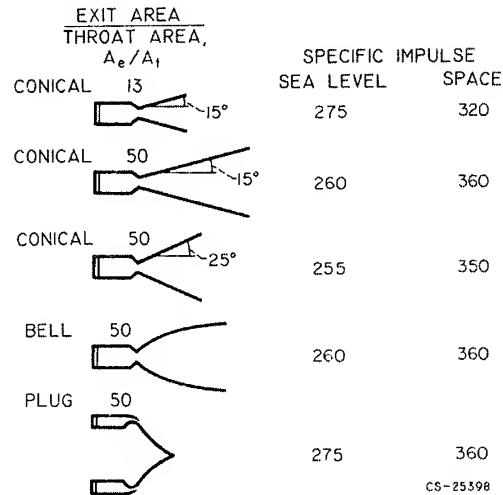 EXIT AREA
THROAT AREA,
Ae/At
SPECIFIC IMPULSE
SEA LEVEL SPACE
CONICAL 13
15° 275 320
CONICAL 50
15° 260 360
CONICAL 50
25° 255 350
BELL 50
260 360
PLUG 50
275 360
CS-25398